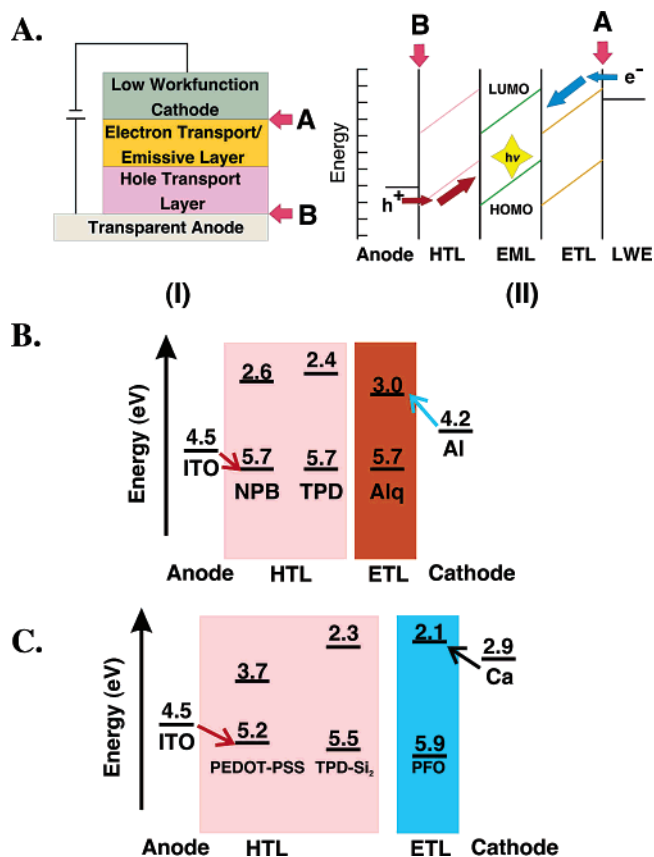 A.
Low Workfunction
Cathode
A
Electron Transport/
Emissive Layer
Hole Transport
Layer
B
Transparent Anode
(I)
B
A
LUMO
e⁻
Energy
hν
h⁺
HOMO
Anode HTL EML ETL LWE
(II)
B.
Energy (eV)
2.6 2.4
3.0
4.2
Al
4.5
ITO
5.7 5.7 5.7
NPB TPD Alq
Anode HTL ETL Cathode
C.
Energy (eV)
2.3 2.1
2.9
Ca
3.7
4.5
ITO
5.2 5.5 5.9
PEDOT-PSS TPD-Si₂ PFO
Anode HTL ETL Cathode